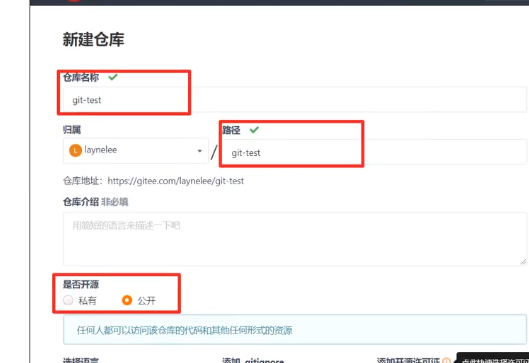 新建仓库
仓库名称
git-test
归属 路径
L laynelee / git-test
仓库地址：https://gitee.com/laynelee/git-test
仓库介绍 非必填
用简短的语言来描述一下吧
是否开源
私有 公开
任何人都可以访问该仓库的代码和其他任何形式的资源
选择语言 添加 .gitignore 添加开源许可证